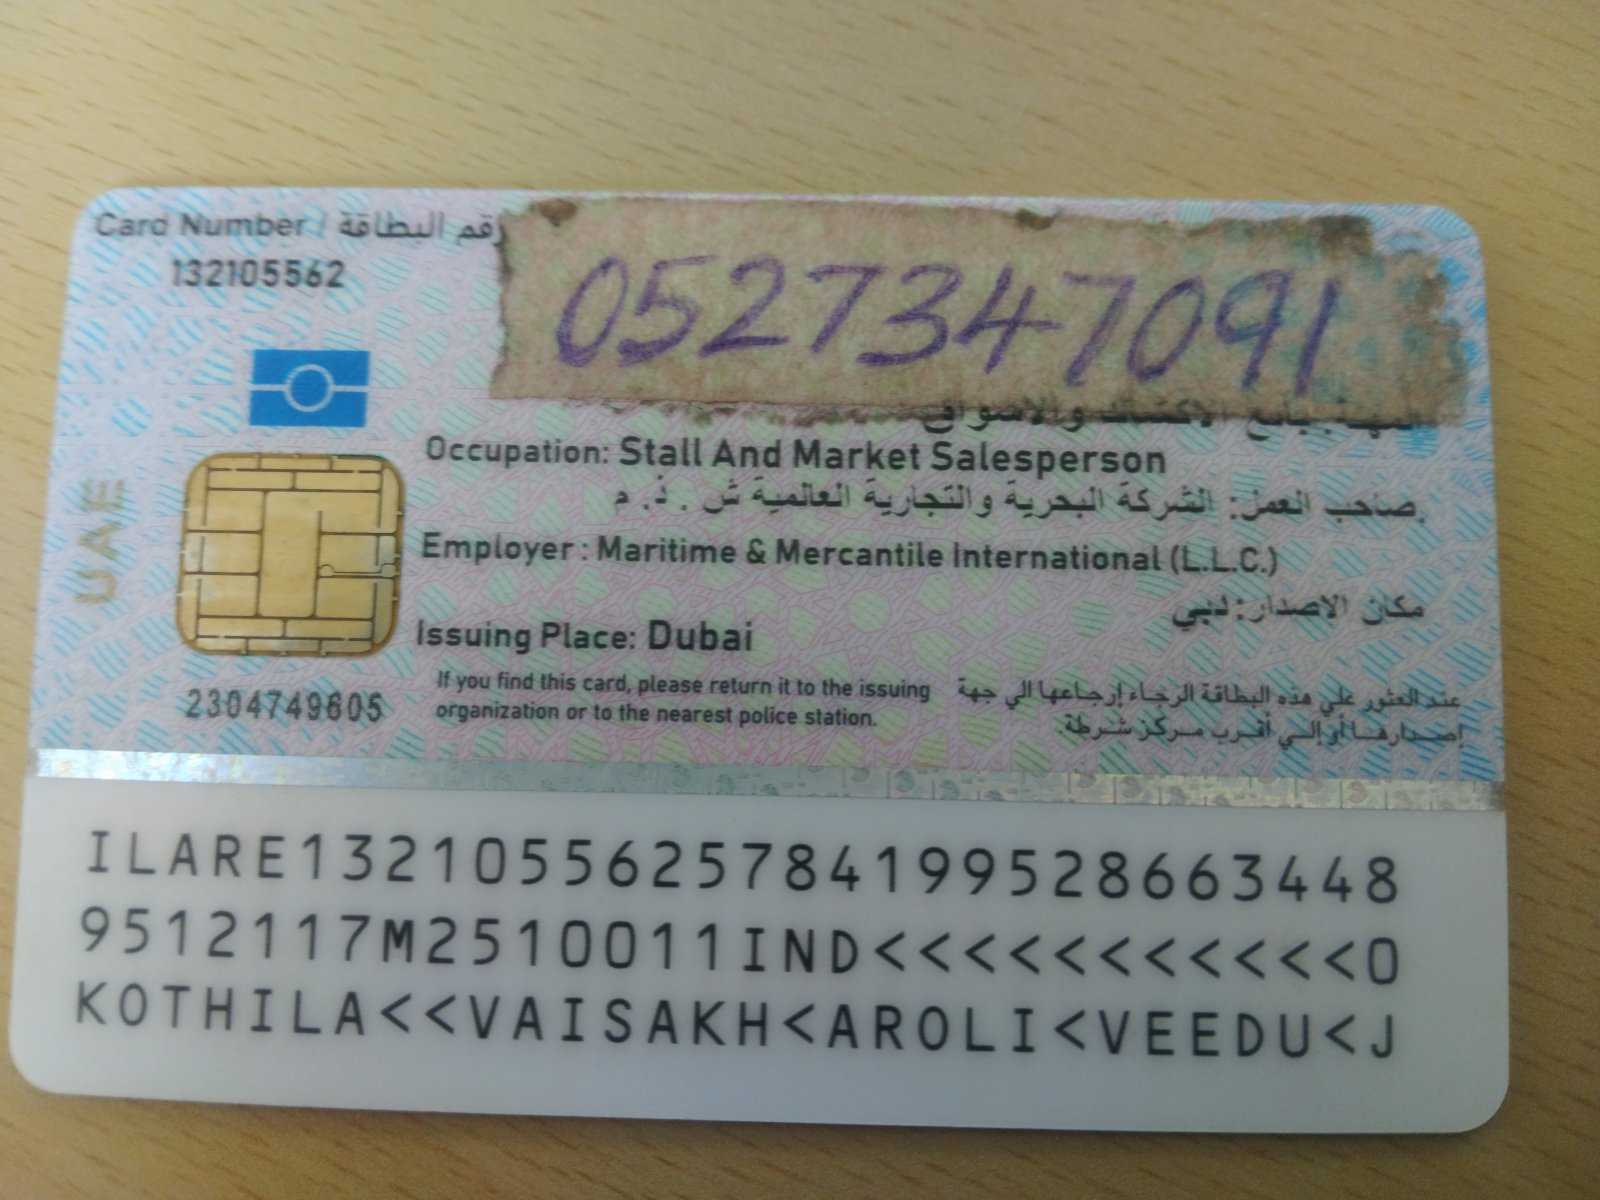 Card Number / رقم البطاقة
132105562
0527347091
Occupation: Stall And Market Salesperson
صاحب العمل: الشركة البحرية والتجارية العالمية ش . ذ. م.
Employer : Maritime & Mercantile International (L.L.C.)
مكان الاصدار: دبي
Issuing Place: Dubai
UAE
2304749605
If you find this card, please return it to the issuing
organization or to the nearest police station.
عند العثور علي هذه البطاقة الرجاء إرجاعها الي جهة
إصدارها أو إلي أقرب مركز شرطة.
ILARE1321055625784199528663448
9512117M2510011IND<<<<<<<<<<<0
KOTHILA<<VAISAKH<AROLI<VEEDU<J